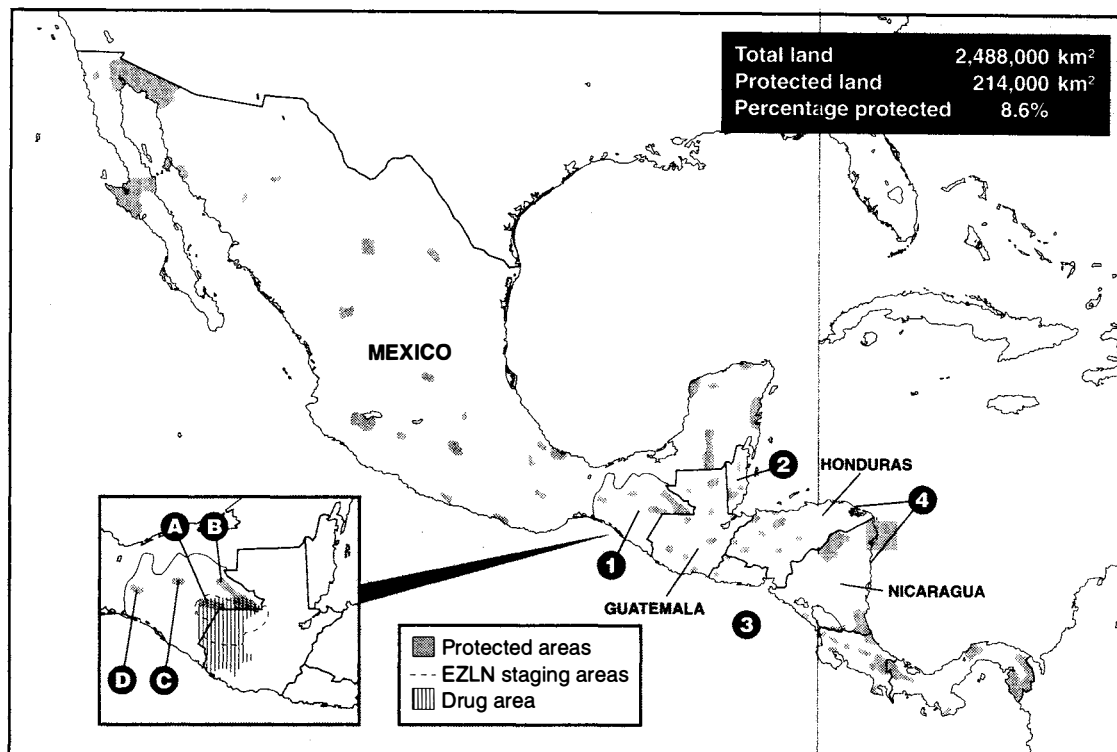 Total land 2,488,000 km²
Protected land 214,000 km²
Percentage protected 8.6%
MEXICO
2
HONDURAS
4
1
GUATEMALA
NICARAGUA
3
A
B
D
C
Protected areas
EZLN staging areas
Drug area